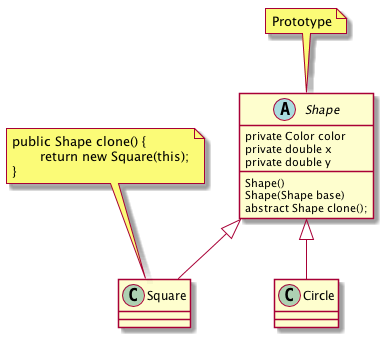 Prototype
A Shape
private Color color
private double x
private double y
Shape()
Shape(Shape base)
abstract Shape clone();
public Shape clone() {
return new Square(this);
}
C Square
C Circle